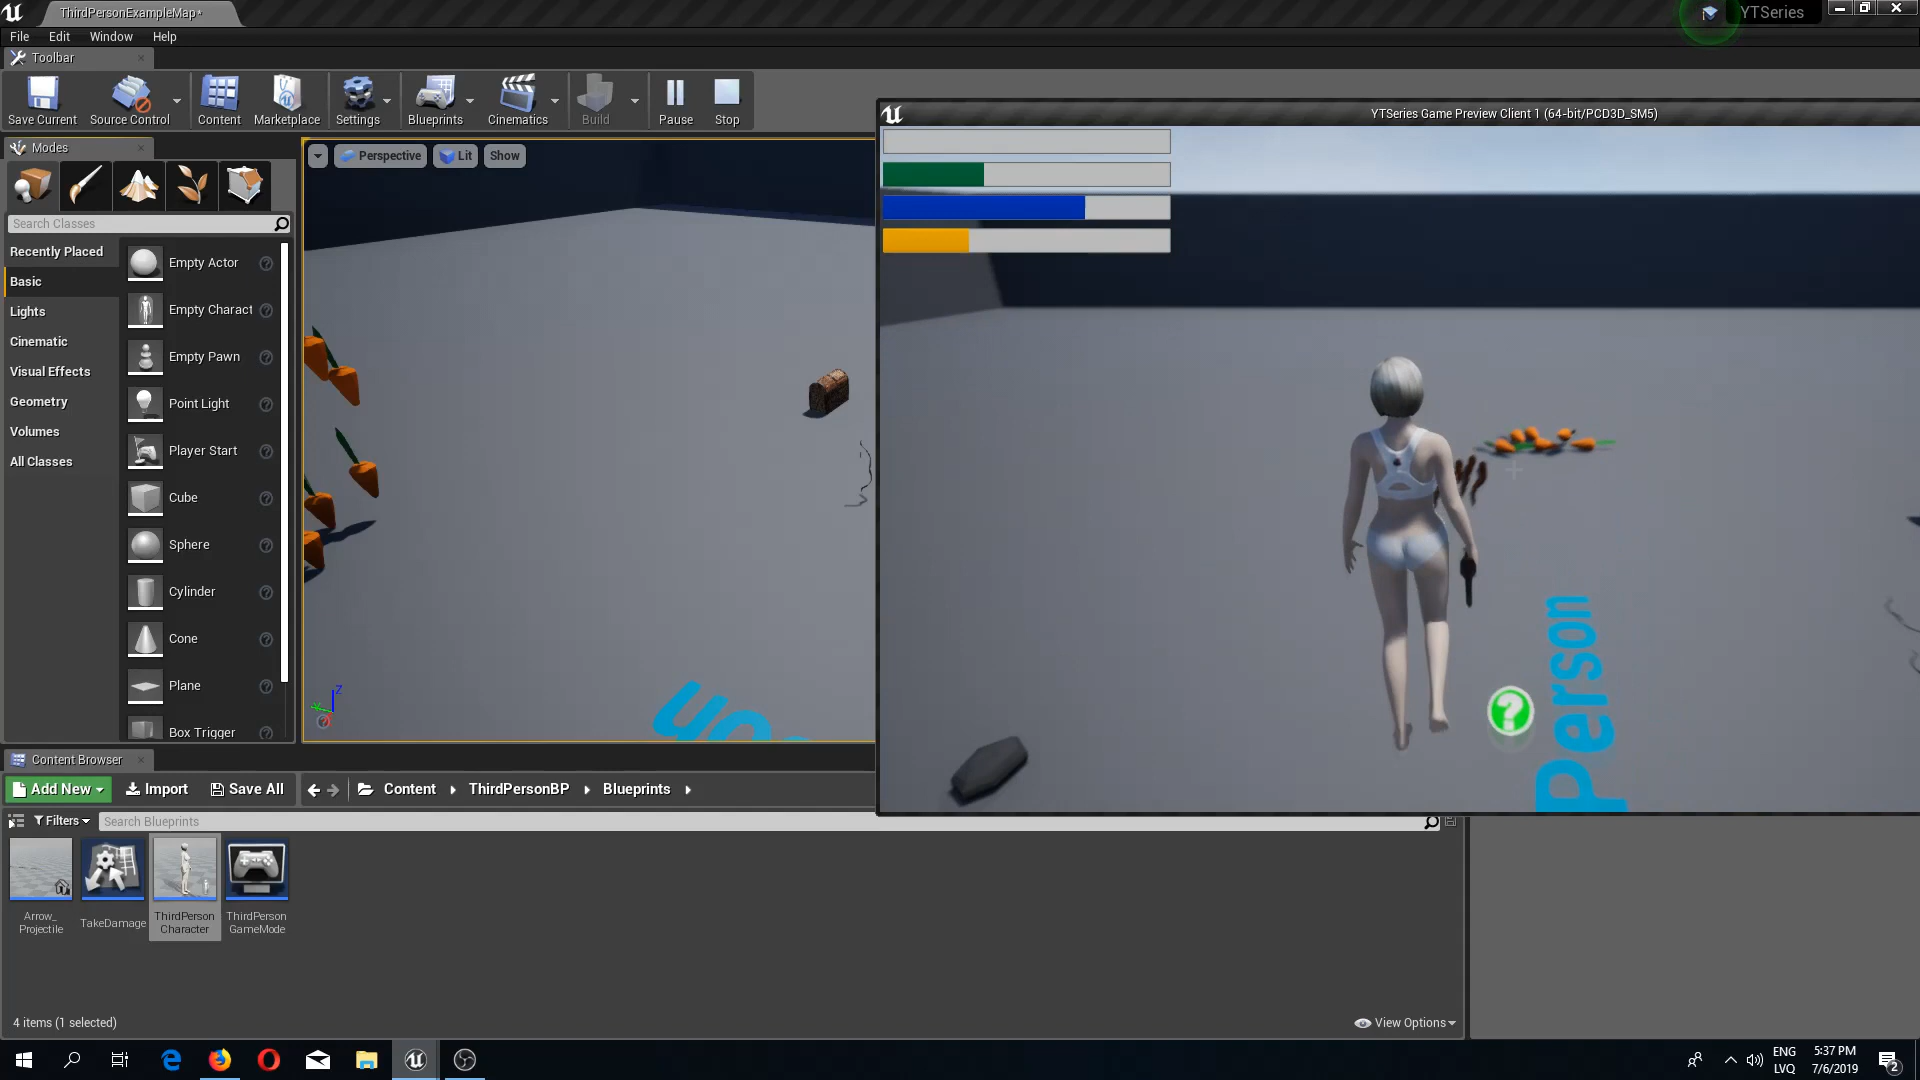 ThirdPersonExampleMap*
YTSeries
File Edit Window Help
Toolbar
Save Current Source Control Content Marketplace Settings Blueprints Cinematics Build Pause Stop
YTSeries Game Preview Client 1 (64-bit/PCD3D_SM5)
Modes
Perspective Lit Show
Search Classes
Recently Placed
Basic
Lights
Cinematic
Visual Effects
Geometry
Volumes
All Classes
Empty Actor
Empty Charact
Empty Pawn
Point Light
Player Start
Cube
Sphere
Cylinder
Cone
Plane
Box Trigger
Z
Person
Content Browser
Add New Import Save All Content ThirdPersonBP Blueprints
Filters Search Blueprints
Arrow_
Projectile
TakeDamage
ThirdPerson
Character
ThirdPerson
GameMode
4 items (1 selected)
View Options
ENG
LVQ
5:37 PM
7/6/2019
2